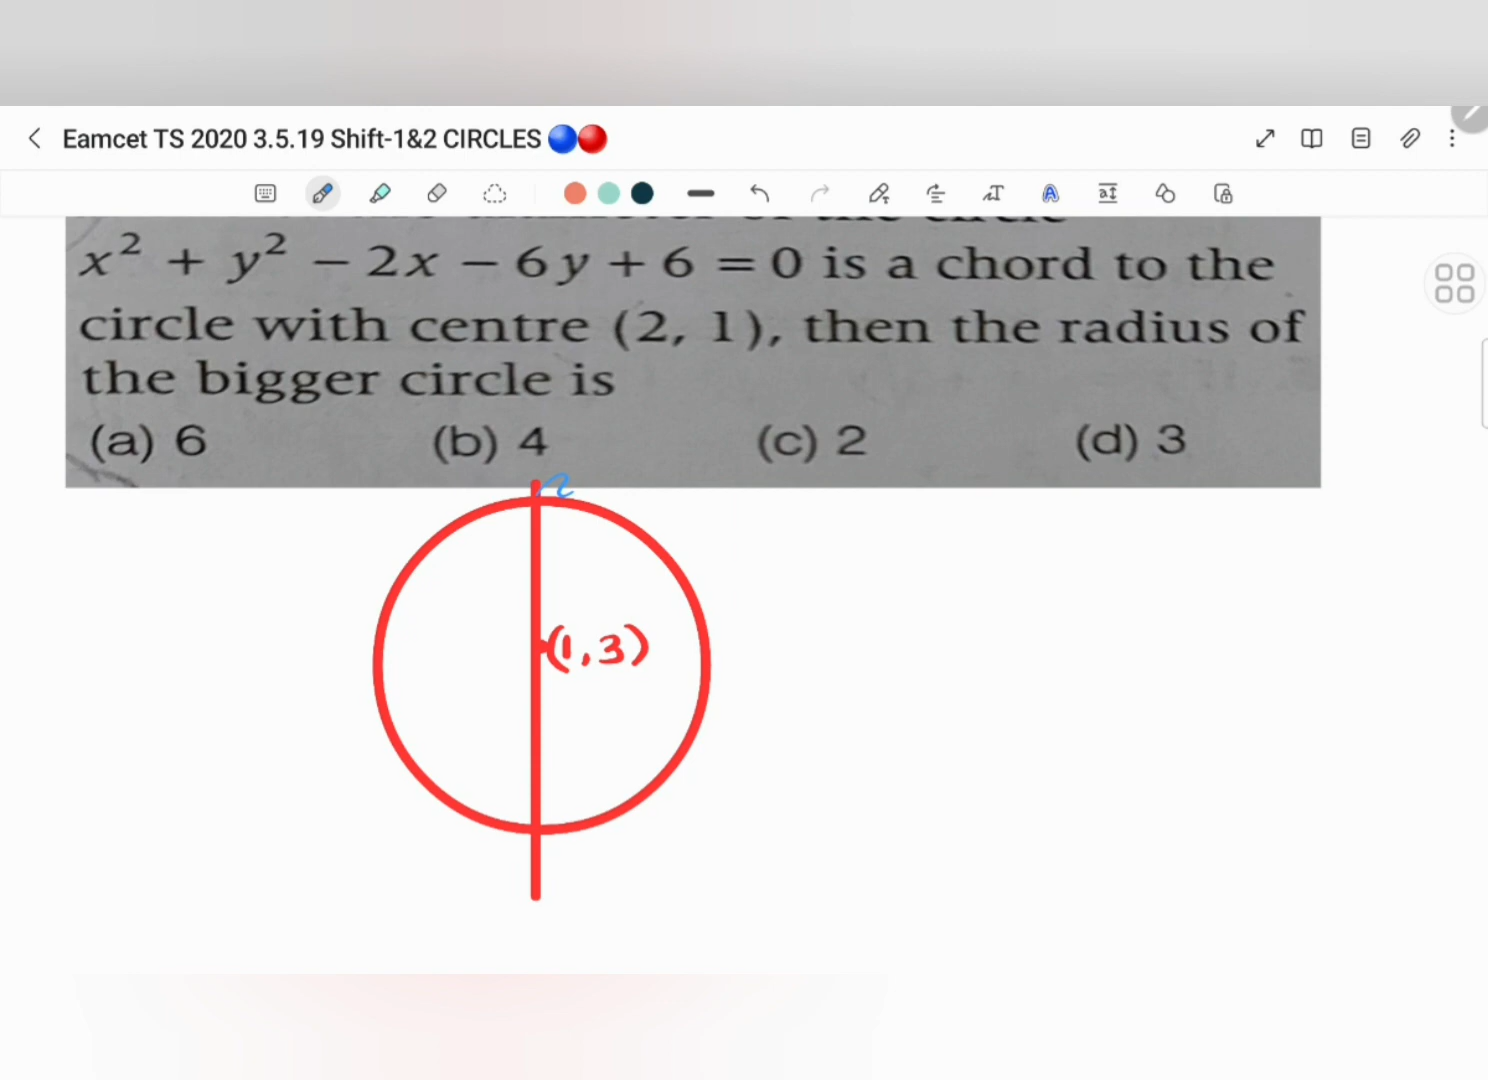 Eamcet TS 2020 3.5.19 Shift-1&2 CIRCLES
x² + y² − 2x − 6y + 6 = 0 is a chord to the
circle with centre (2, 1), then the radius of
the bigger circle is
(a) 6 (b) 4 (c) 2 (d) 3
(1,3)